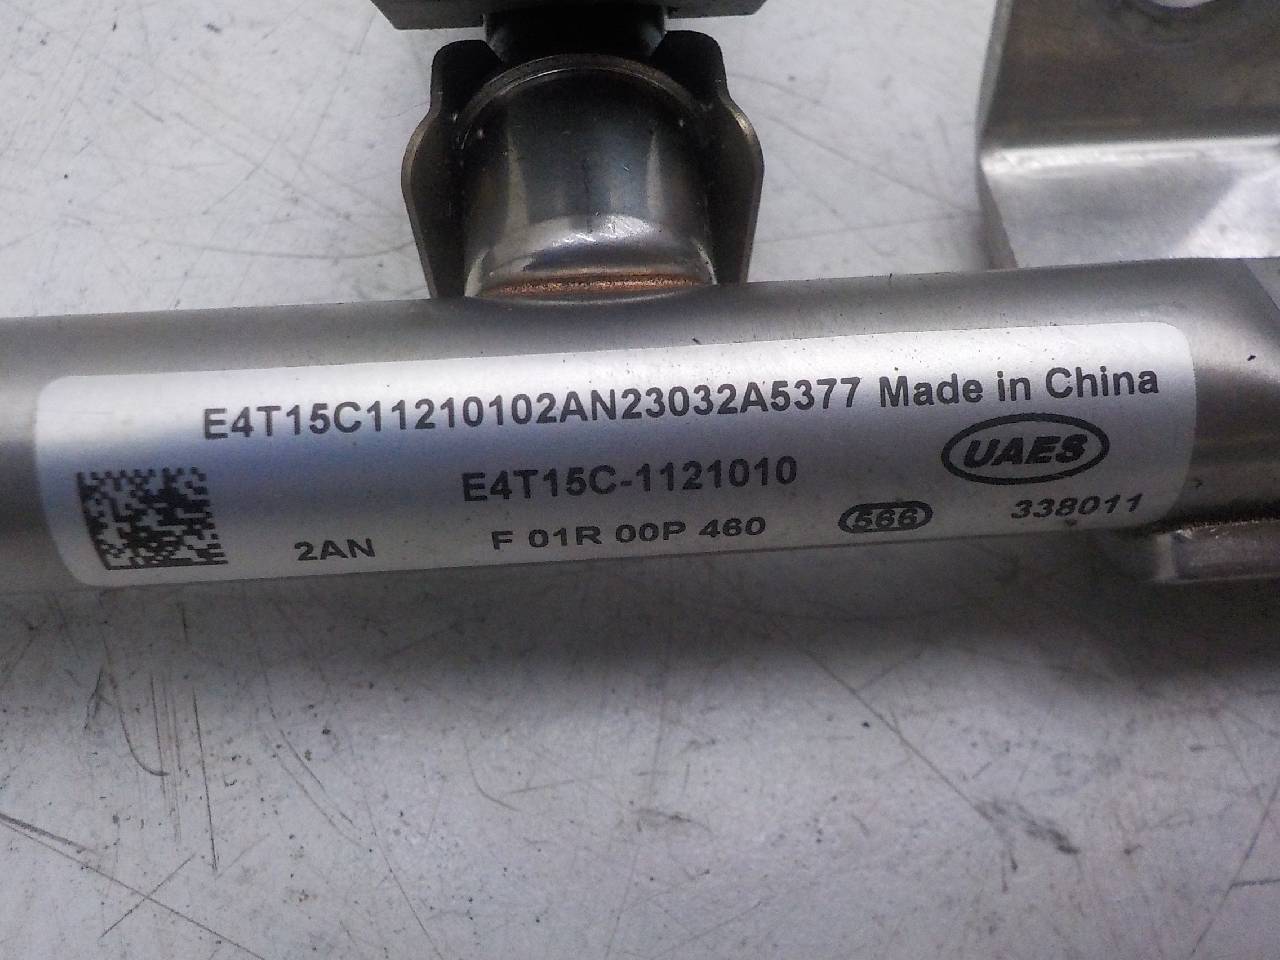 E4T15C11210102AN23032A5377 Made in China
UAES
E4T15C-1121010
2AN F 01R 00P 460 566 338011